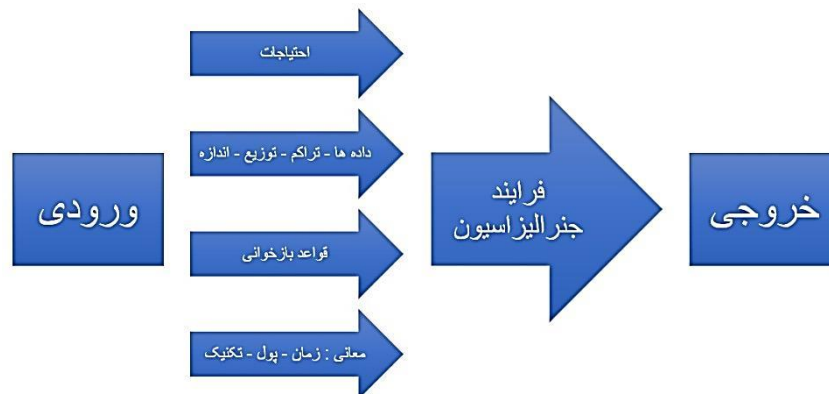 ورودی
احتیاجات
داده ها - تراکم - توزیع - اندازه
قواعد بازخوانی
معانی : زمان - پول - تکنیک
فرایند
جنرالیزاسیون
خروجی